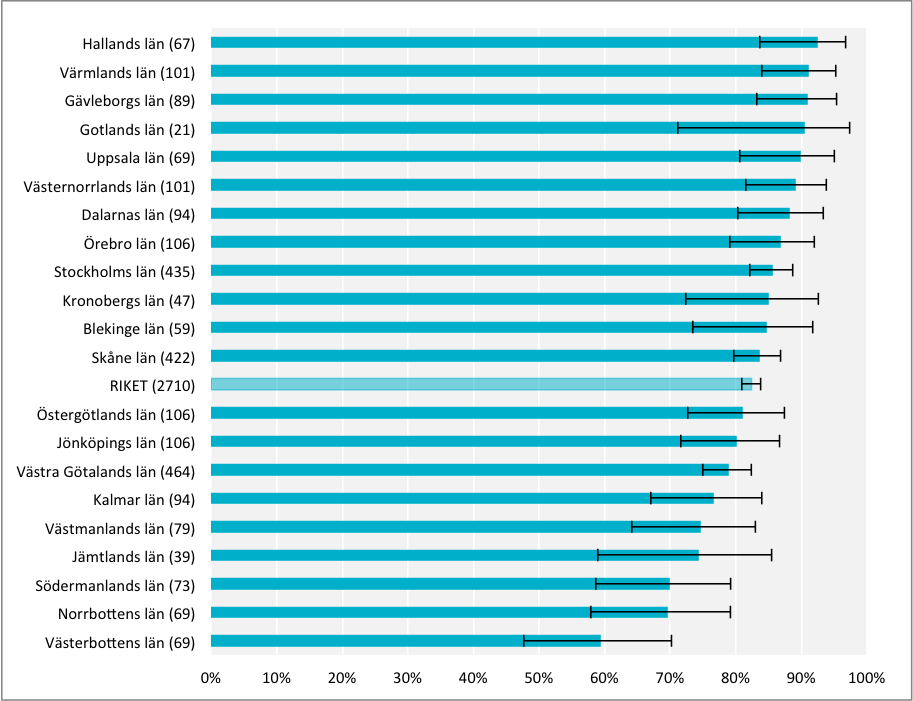 Hallands län (67)
Värmlands län (101)
Gävleborgs län (89)
Gotlands län (21)
Uppsala län (69)
Västernorrlands län (101)
Dalarnas län (94)
Örebro län (106)
Stockholms län (435)
Kronobergs län (47)
Blekinge län (59)
Skåne län (422)
RIKET (2710)
Östergötlands län (106)
Jönköpings län (106)
Västra Götalands län (464)
Kalmar län (94)
Västmanlands län (79)
Jämtlands län (39)
Södermanlands län (73)
Norrbottens län (69)
Västerbottens län (69)
0% 10% 20% 30% 40% 50% 60% 70% 80% 90% 100%